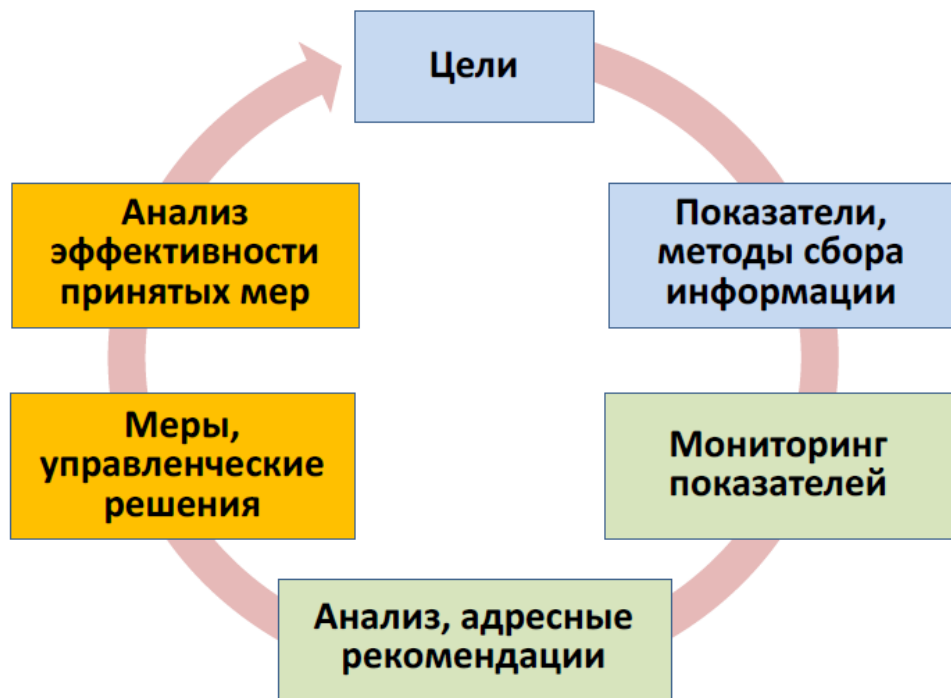 Цели
Показатели,
методы сбора
информации
Мониторинг
показателей
Анализ, адресные
рекомендации
Меры,
управленческие
решения
Анализ
эффективности
принятых мер